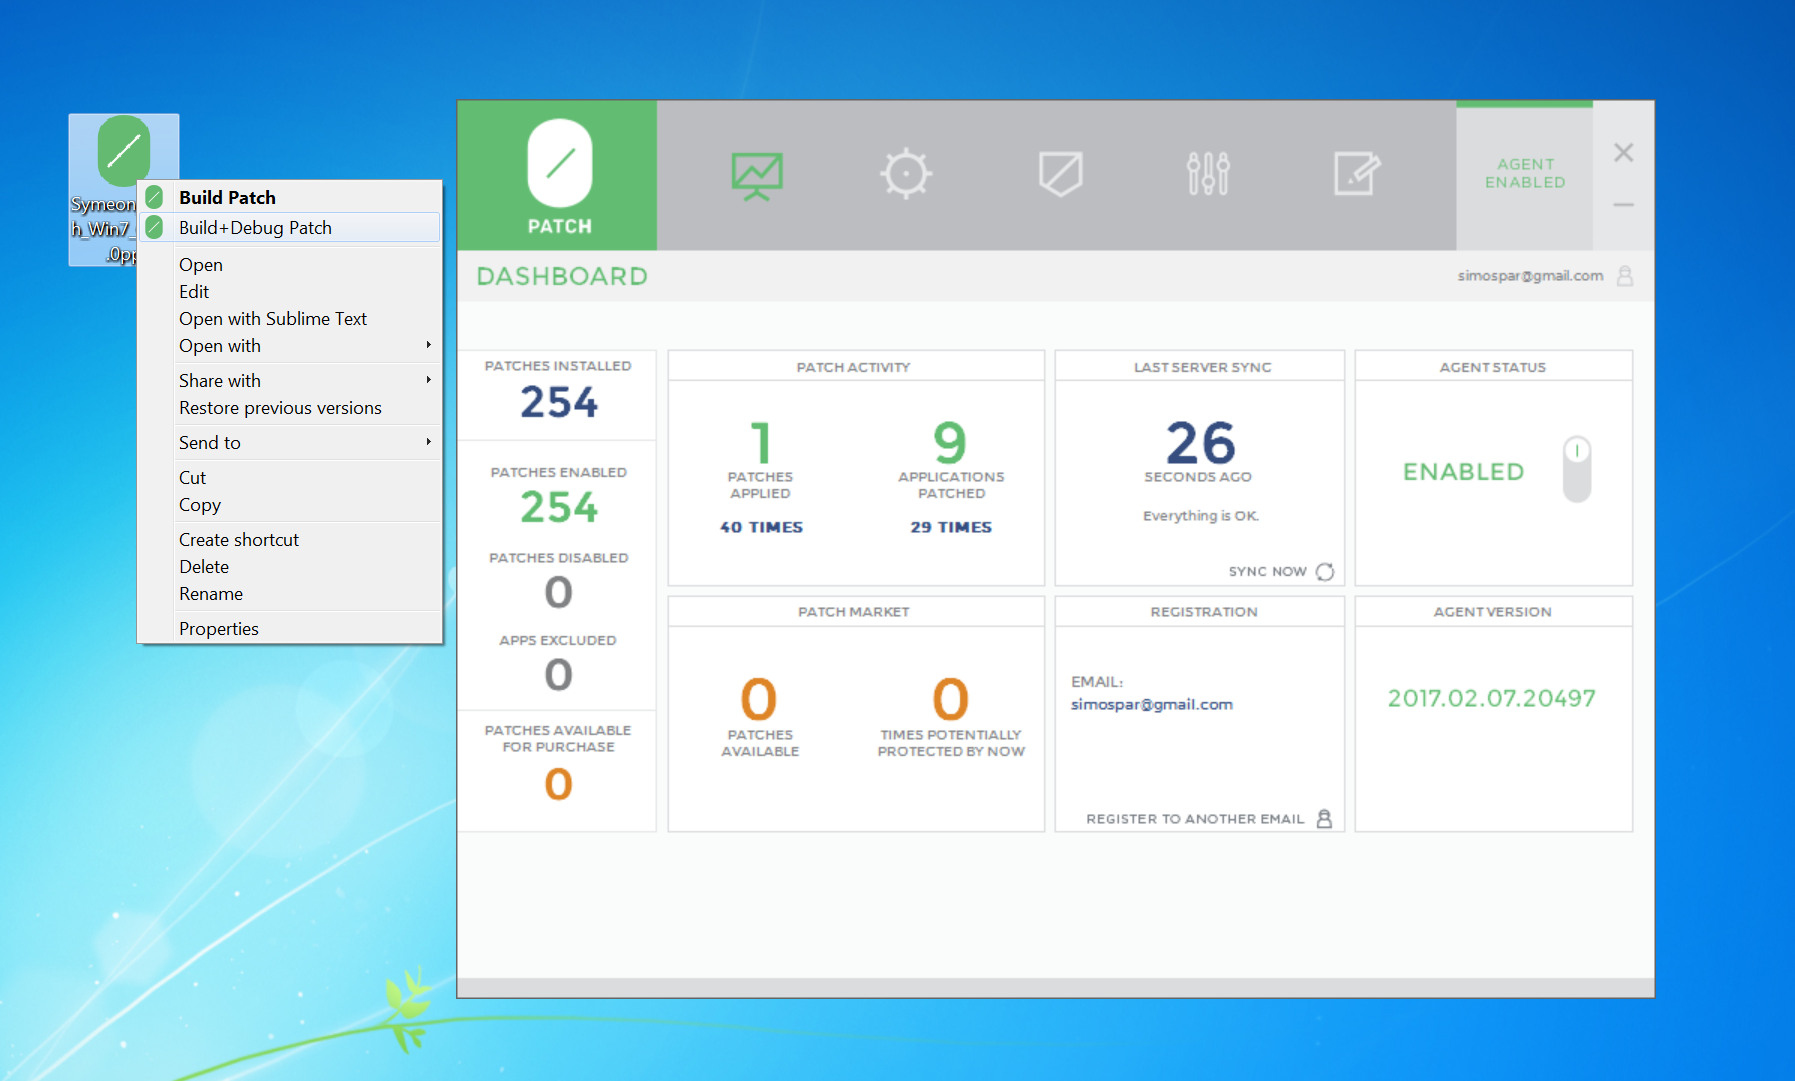 Symeon
h_Win7_
.0pp
Build Patch
Build+Debug Patch
Open
Edit
Open with Sublime Text
Open with
Share with
Restore previous versions
Send to
Cut
Copy
Create shortcut
Delete
Rename
Properties
PATCH
AGENT
ENABLED
DASHBOARD
simospar@gmail.com
PATCHES INSTALLED
254
PATCHES ENABLED
254
PATCHES DISABLED
0
APPS EXCLUDED
0
PATCHES AVAILABLE
FOR PURCHASE
0
PATCH ACTIVITY
1
PATCHES
APPLIED
40 TIMES
9
APPLICATIONS
PATCHED
29 TIMES
LAST SERVER SYNC
26
SECONDS AGO
Everything is OK.
SYNC NOW
AGENT STATUS
ENABLED
PATCH MARKET
0
PATCHES
AVAILABLE
0
TIMES POTENTIALLY
PROTECTED BY NOW
REGISTRATION
EMAIL:
simospar@gmail.com
REGISTER TO ANOTHER EMAIL
AGENT VERSION
2017.02.07.20497